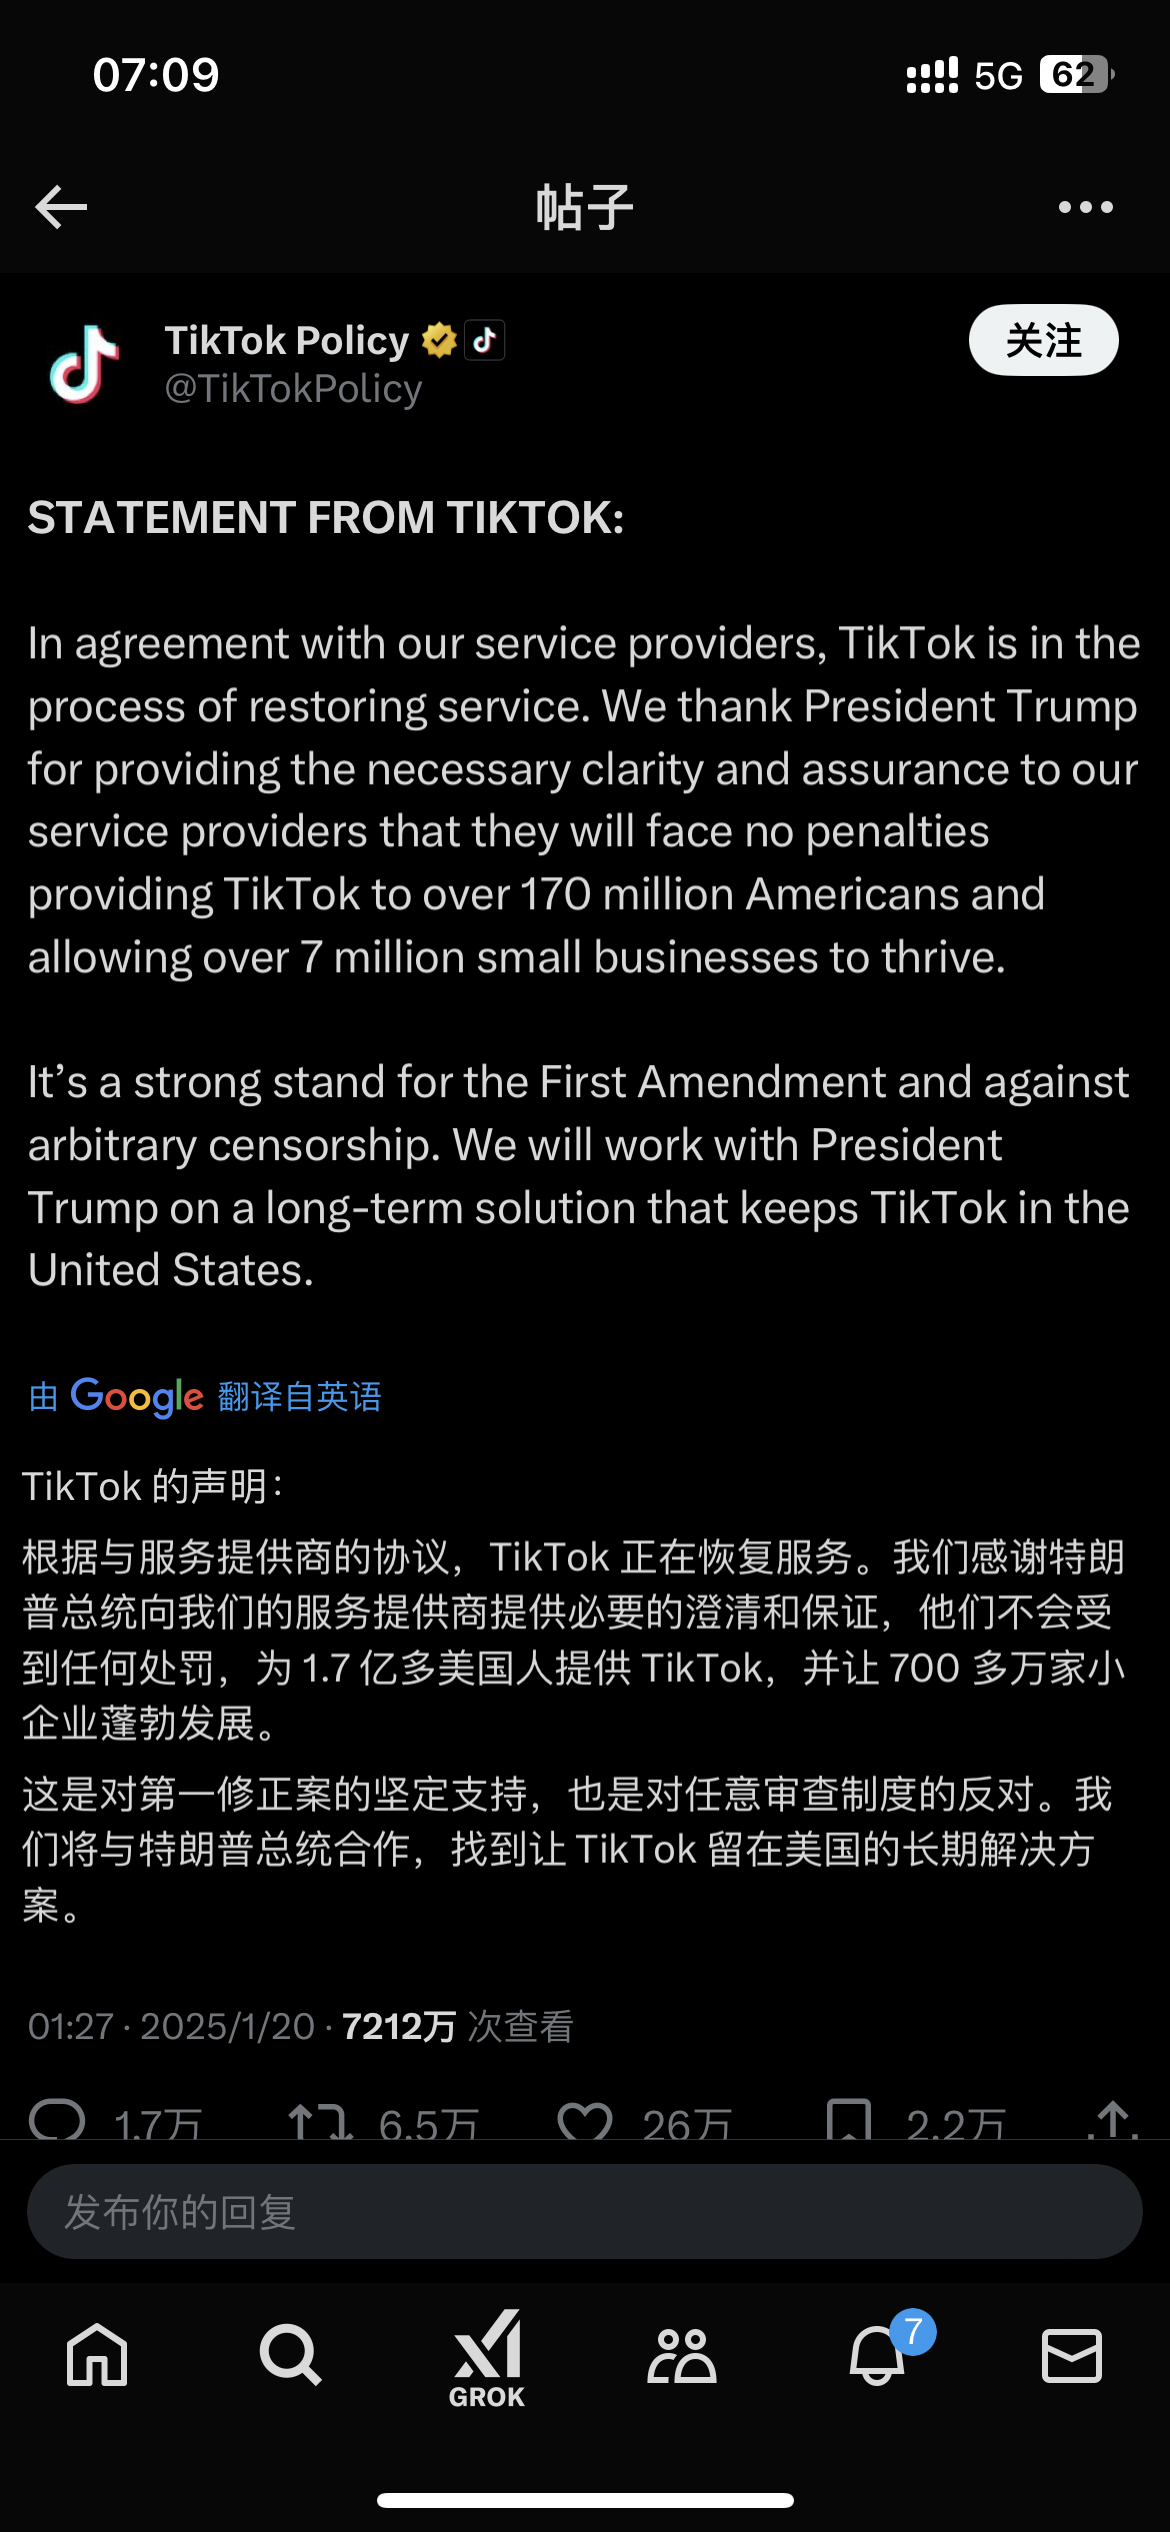 07:09
5G 62
帖子
TikTok Policy
关注
@TikTokPolicy
STATEMENT FROM TIKTOK:
In agreement with our service providers, TikTok is in the
process of restoring service. We thank President Trump
for providing the necessary clarity and assurance to our
service providers that they will face no penalties
providing TikTok to over 170 million Americans and
allowing over 7 million small businesses to thrive.
It’s a strong stand for the First Amendment and against
arbitrary censorship. We will work with President
Trump on a long-term solution that keeps TikTok in the
United States.
由 Google 翻译自英语
TikTok 的声明：
根据与服务提供商的协议，TikTok 正在恢复服务。我们感谢特朗
普总统向我们的服务提供商提供必要的澄清和保证，他们不会受
到任何处罚，为 1.7 亿多美国人提供 TikTok，并让 700 多万家小
企业蓬勃发展。
这是对第一修正案的坚定支持，也是对任意审查制度的反对。我
们将与特朗普总统合作，找到让 TikTok 留在美国的长期解决方
案。
01:27 · 2025/1/20 · 7212万 次查看
1.7万 6.5万 26万 2.2万
发布你的回复
7
GROK